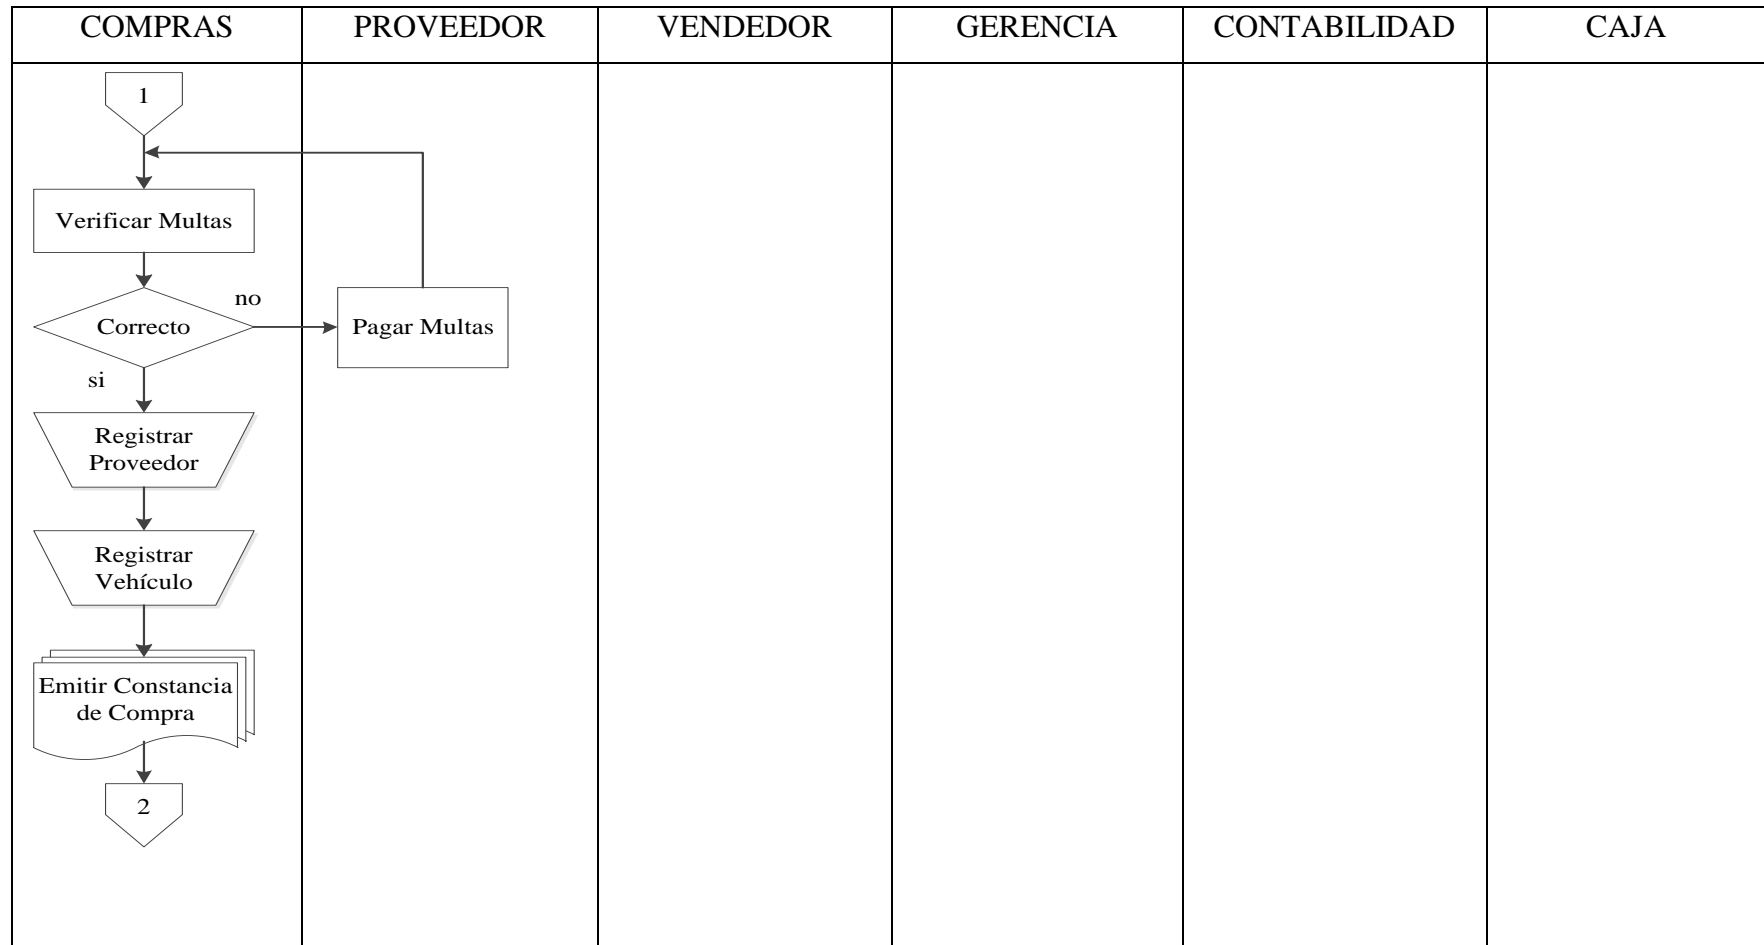 COMPRAS
PROVEEDOR
VENDEDOR
GERENCIA
CONTABILIDAD
CAJA
1
Verificar Multas
no
Correcto
Pagar Multas
si
Registrar
Proveedor
Registrar
Vehículo
Emitir Constancia
de Compra
2